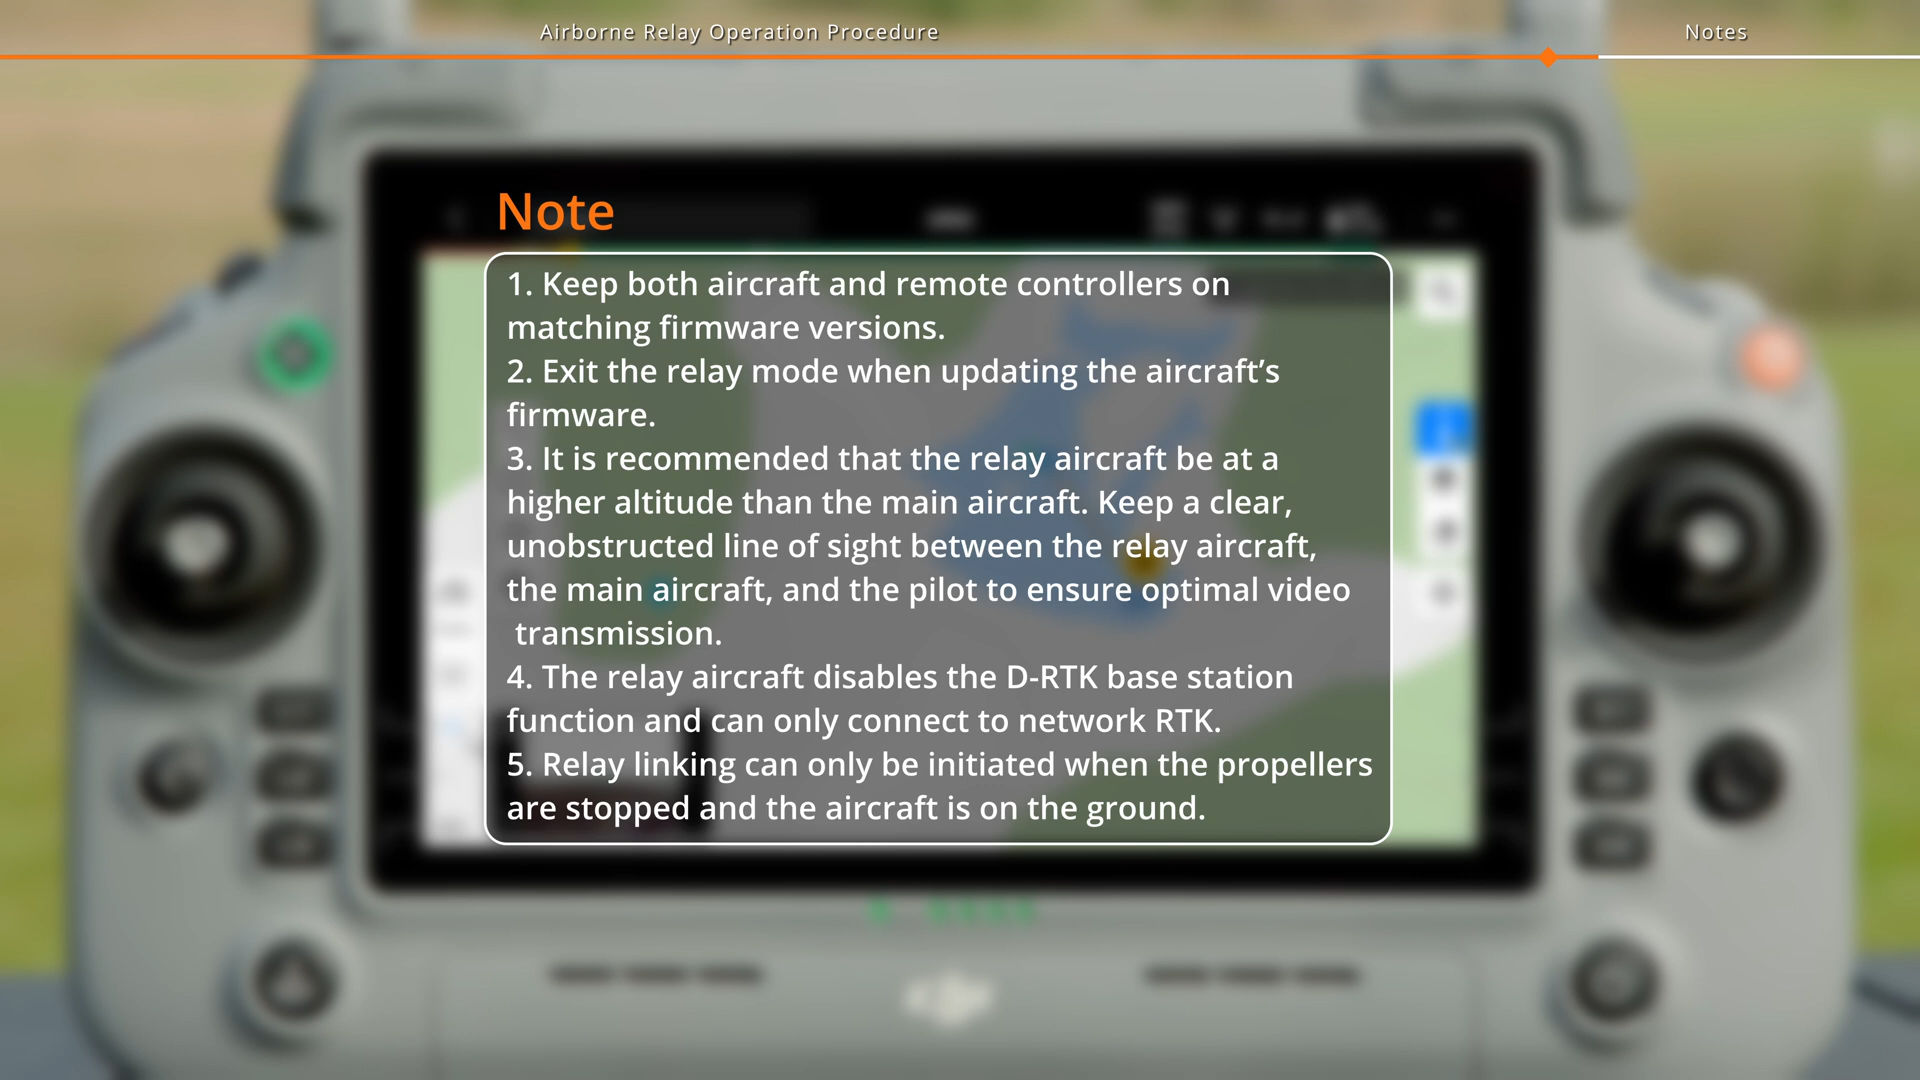 Airborne Relay Operation Procedure
Notes
Note
1. Keep both aircraft and remote controllers on
matching firmware versions.
2. Exit the relay mode when updating the aircraft’s
firmware.
3. It is recommended that the relay aircraft be at a
higher altitude than the main aircraft. Keep a clear,
unobstructed line of sight between the relay aircraft,
the main aircraft, and the pilot to ensure optimal video
transmission.
4. The relay aircraft disables the D-RTK base station
function and can only connect to network RTK.
5. Relay linking can only be initiated when the propellers
are stopped and the aircraft is on the ground.